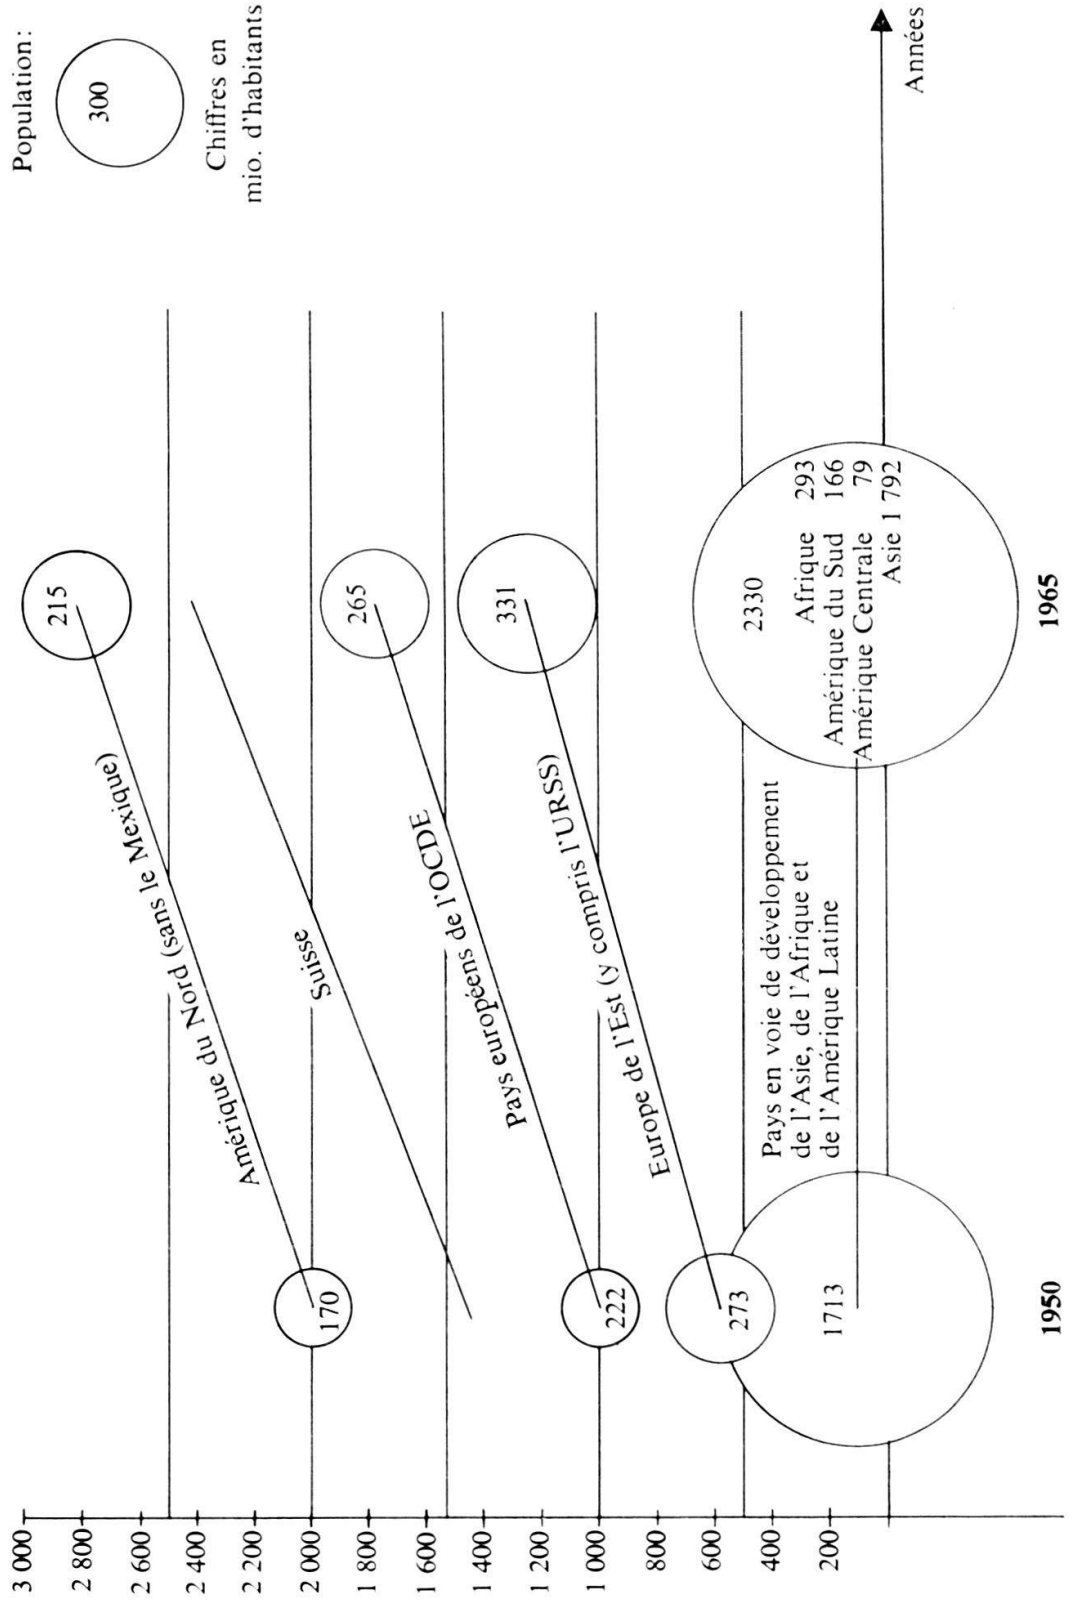 Population:
300
Chiffres en
mio. d'habitants
3 000
2 800
2 600
2 400
2 200
2 000
1 800
1 600
1 400
1 200
1 000
800
600
400
200
Amérique du Nord (sans le Mexique)
170
215
Suisse
Pays européens de l'OCDE
222
265
Europe de l'Est (y compris l'URSS)
273
331
Pays en voie de développement
de l'Asie, de l'Afrique et
de l'Amérique Latine
1713
2330
Afrique 293
Amérique du Sud 166
Amérique Centrale 79
Asie 1 792
Années
1950
1965